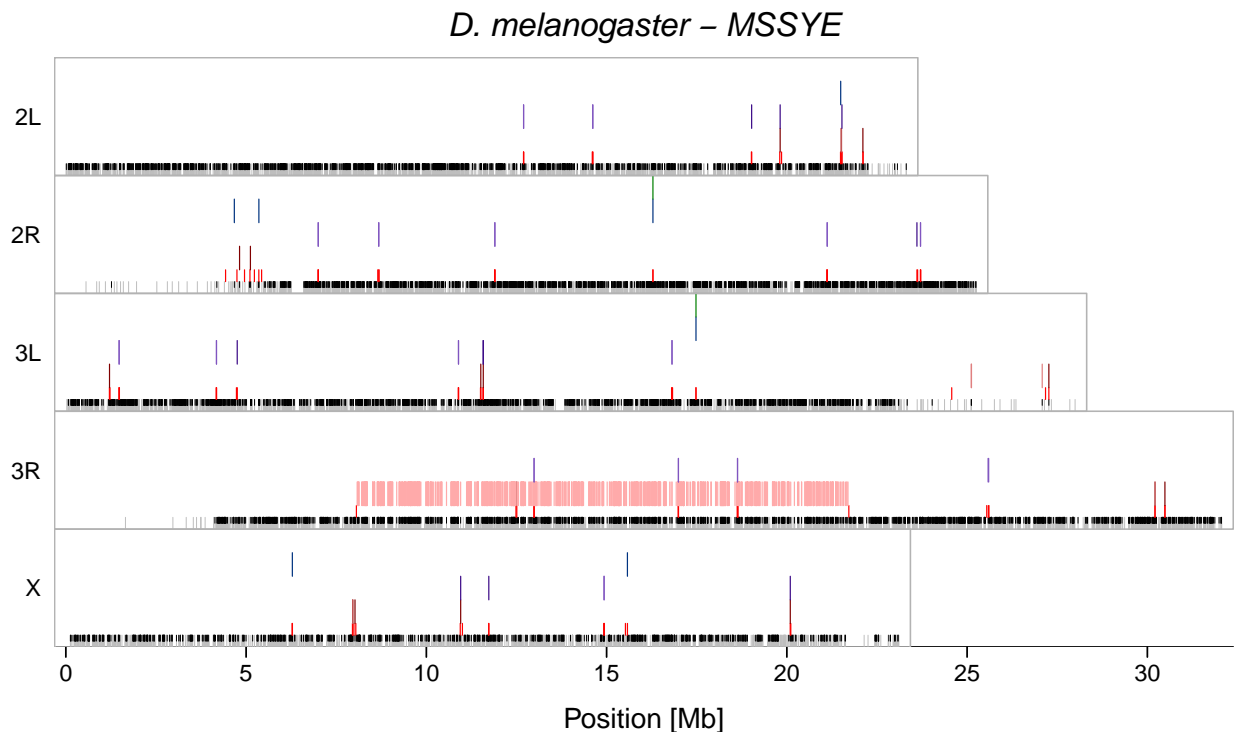 D. melanogaster – MSSYE
2L
2R
3L
3R
X
0 5 10 15 20 25 30
Position [Mb]